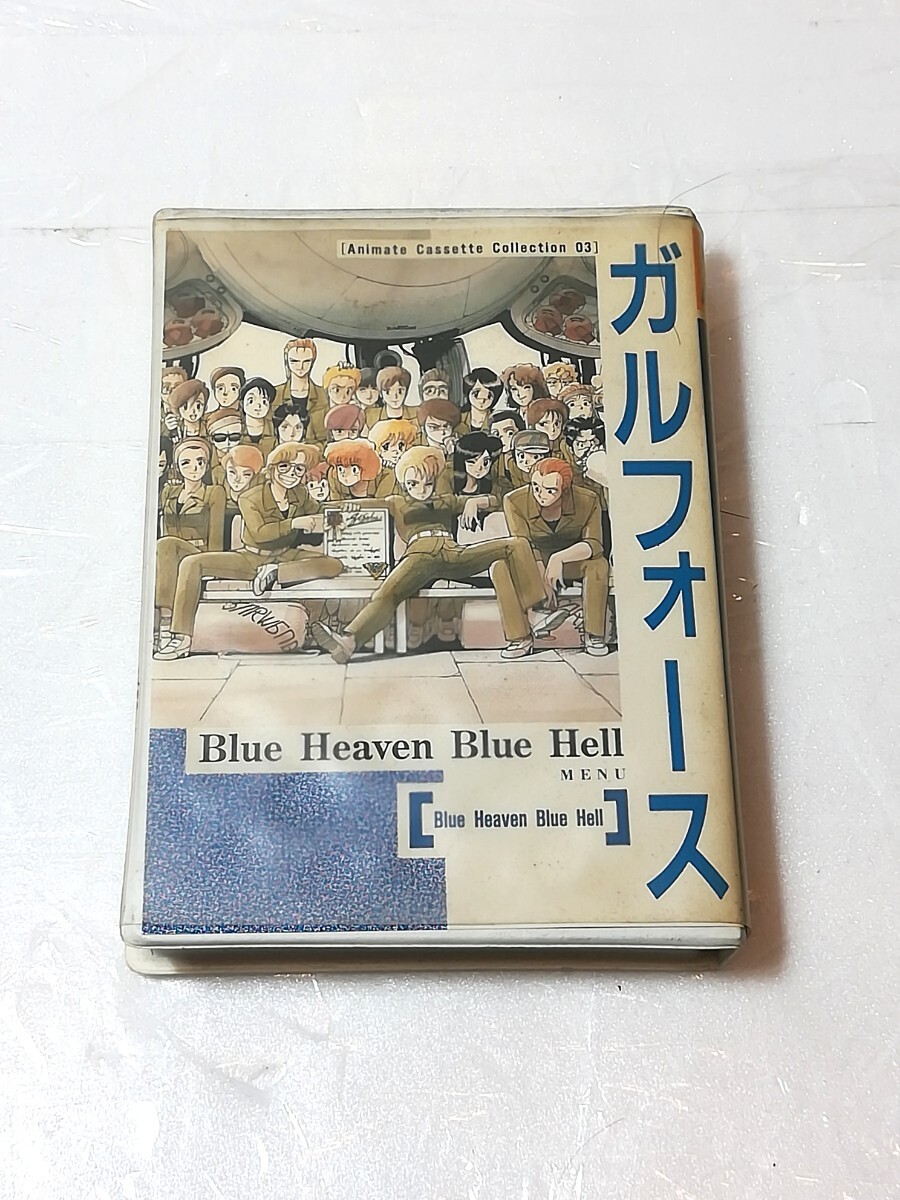 [Animate Cassette Collection 03]
ガルフォース
Blue Heaven Blue Hell
MENU
[Blue Heaven Blue Hell]